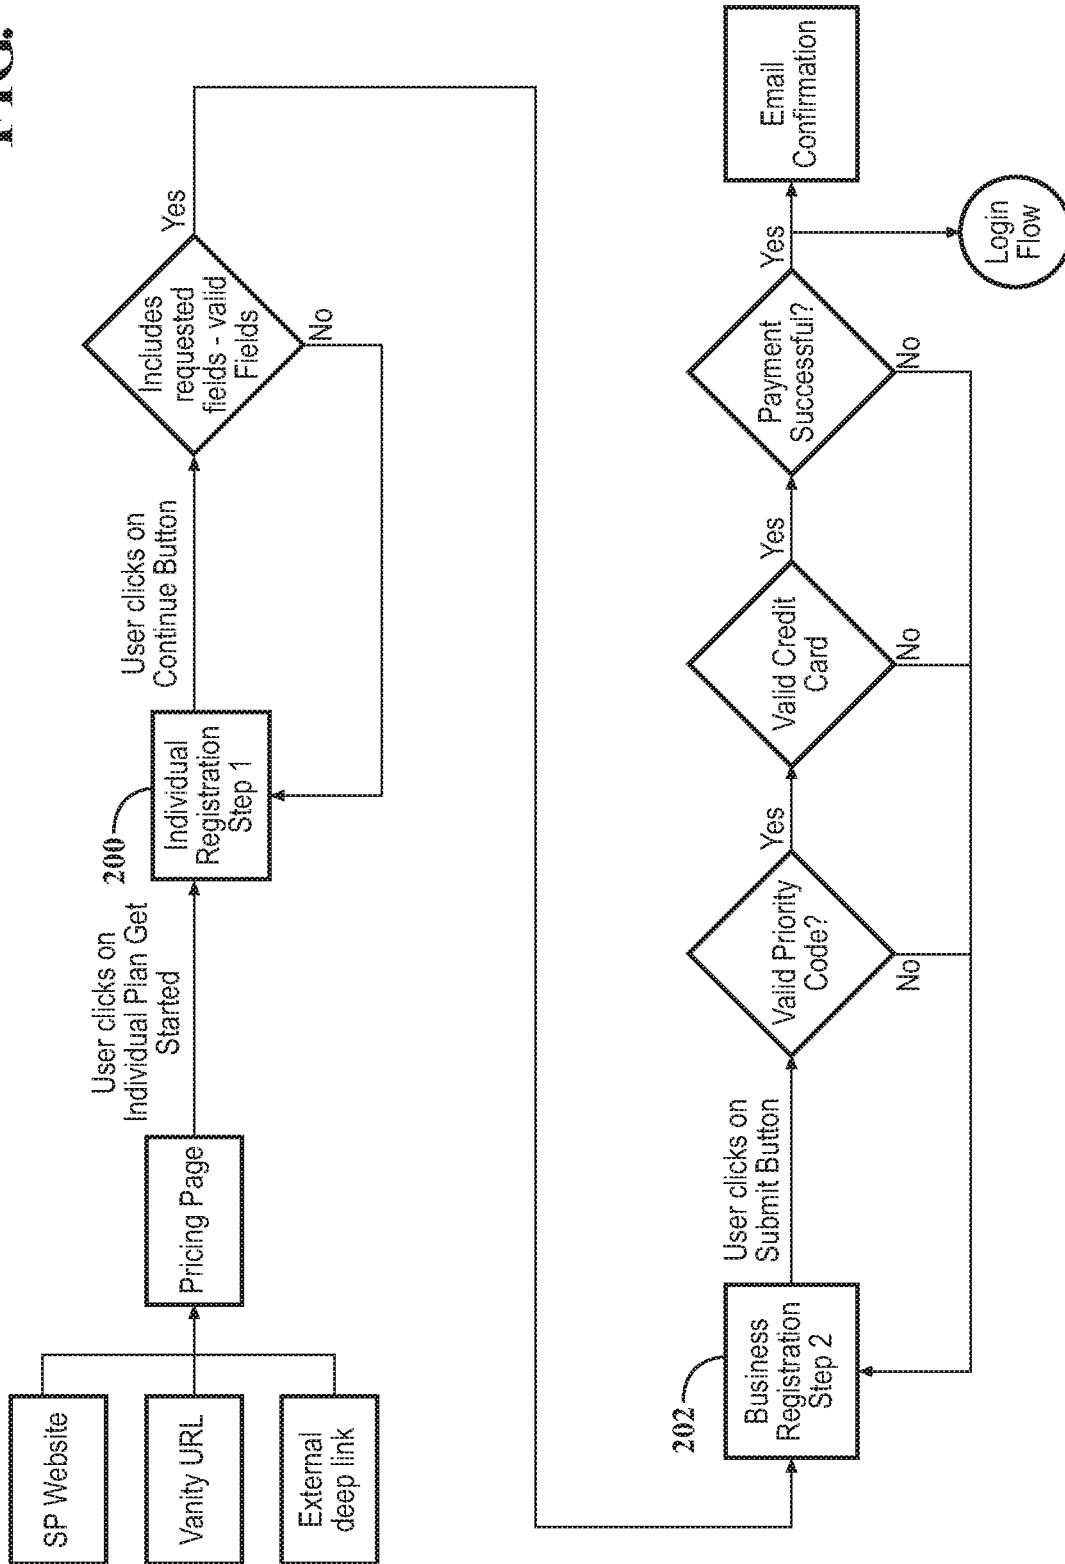 FIG.
SP Website
Vanity URL
External
deep link
Pricing Page
User clicks on
Individual Plan Get
Started
200
Individual
Registration
Step 1
User clicks on
Continue Button
Includes
requested
fields - valid
Fields
Yes
No
202
Business
Registration
Step 2
User clicks on
Submit Button
Valid Priority
Code?
Yes
No
Valid Credit
Card
Yes
No
Payment
Successful?
Yes
No
Email
Confirmation
Login
Flow